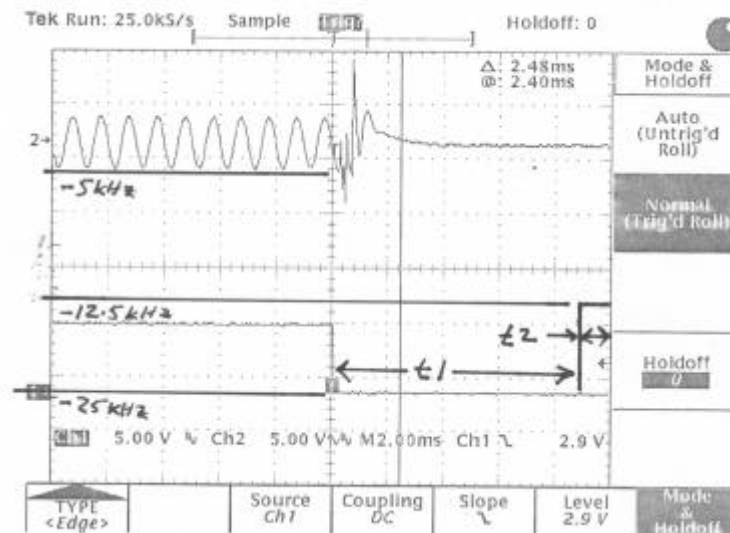 Tek Run: 25.0kS/s Sample Holdoff: 0
Δ: 2.48ms
@: 2.40ms
Mode &
Holdoff
Auto
(Untrig'd
Roll)
2→
-5kHz
Normal
(Trig'd Roll)
-12.5kHz
t2
t1
Holdoff
0
-25kHz
5.00 V Ch2 5.00 V M2.00ms Ch1 2.9 V
TYPE
<Edge>
Source
Ch1
Coupling
DC
Slope
Level
2.9 V
Mode
&
Holdoff